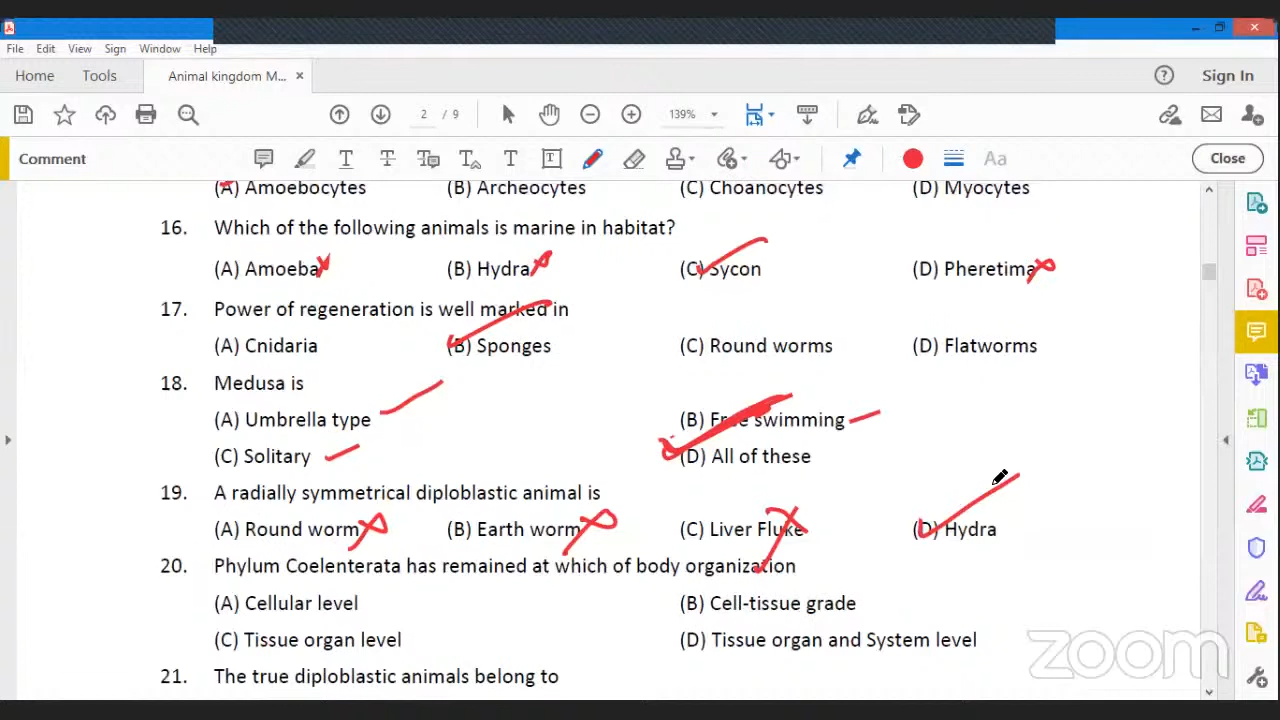 File Edit View Sign Window Help
Home Tools Animal kingdom M... × Sign In
2 / 9 139%
Comment Aa Close
(A) Amoebocytes (B) Archeocytes (C) Choanocytes (D) Myocytes
16. Which of the following animals is marine in habitat?
(A) Amoeba (B) Hydra (C) Sycon (D) Pheretima
17. Power of regeneration is well marked in
(A) Cnidaria (B) Sponges (C) Round worms (D) Flatworms
18. Medusa is
(A) Umbrella type (B) Free swimming
(C) Solitary (D) All of these
19. A radially symmetrical diploblastic animal is
(A) Round worm (B) Earth worm (C) Liver Fluke (D) Hydra
20. Phylum Coelenterata has remained at which of body organization
(A) Cellular level (B) Cell-tissue grade
(C) Tissue organ level (D) Tissue organ and System level
zoom
21. The true diploblastic animals belong to